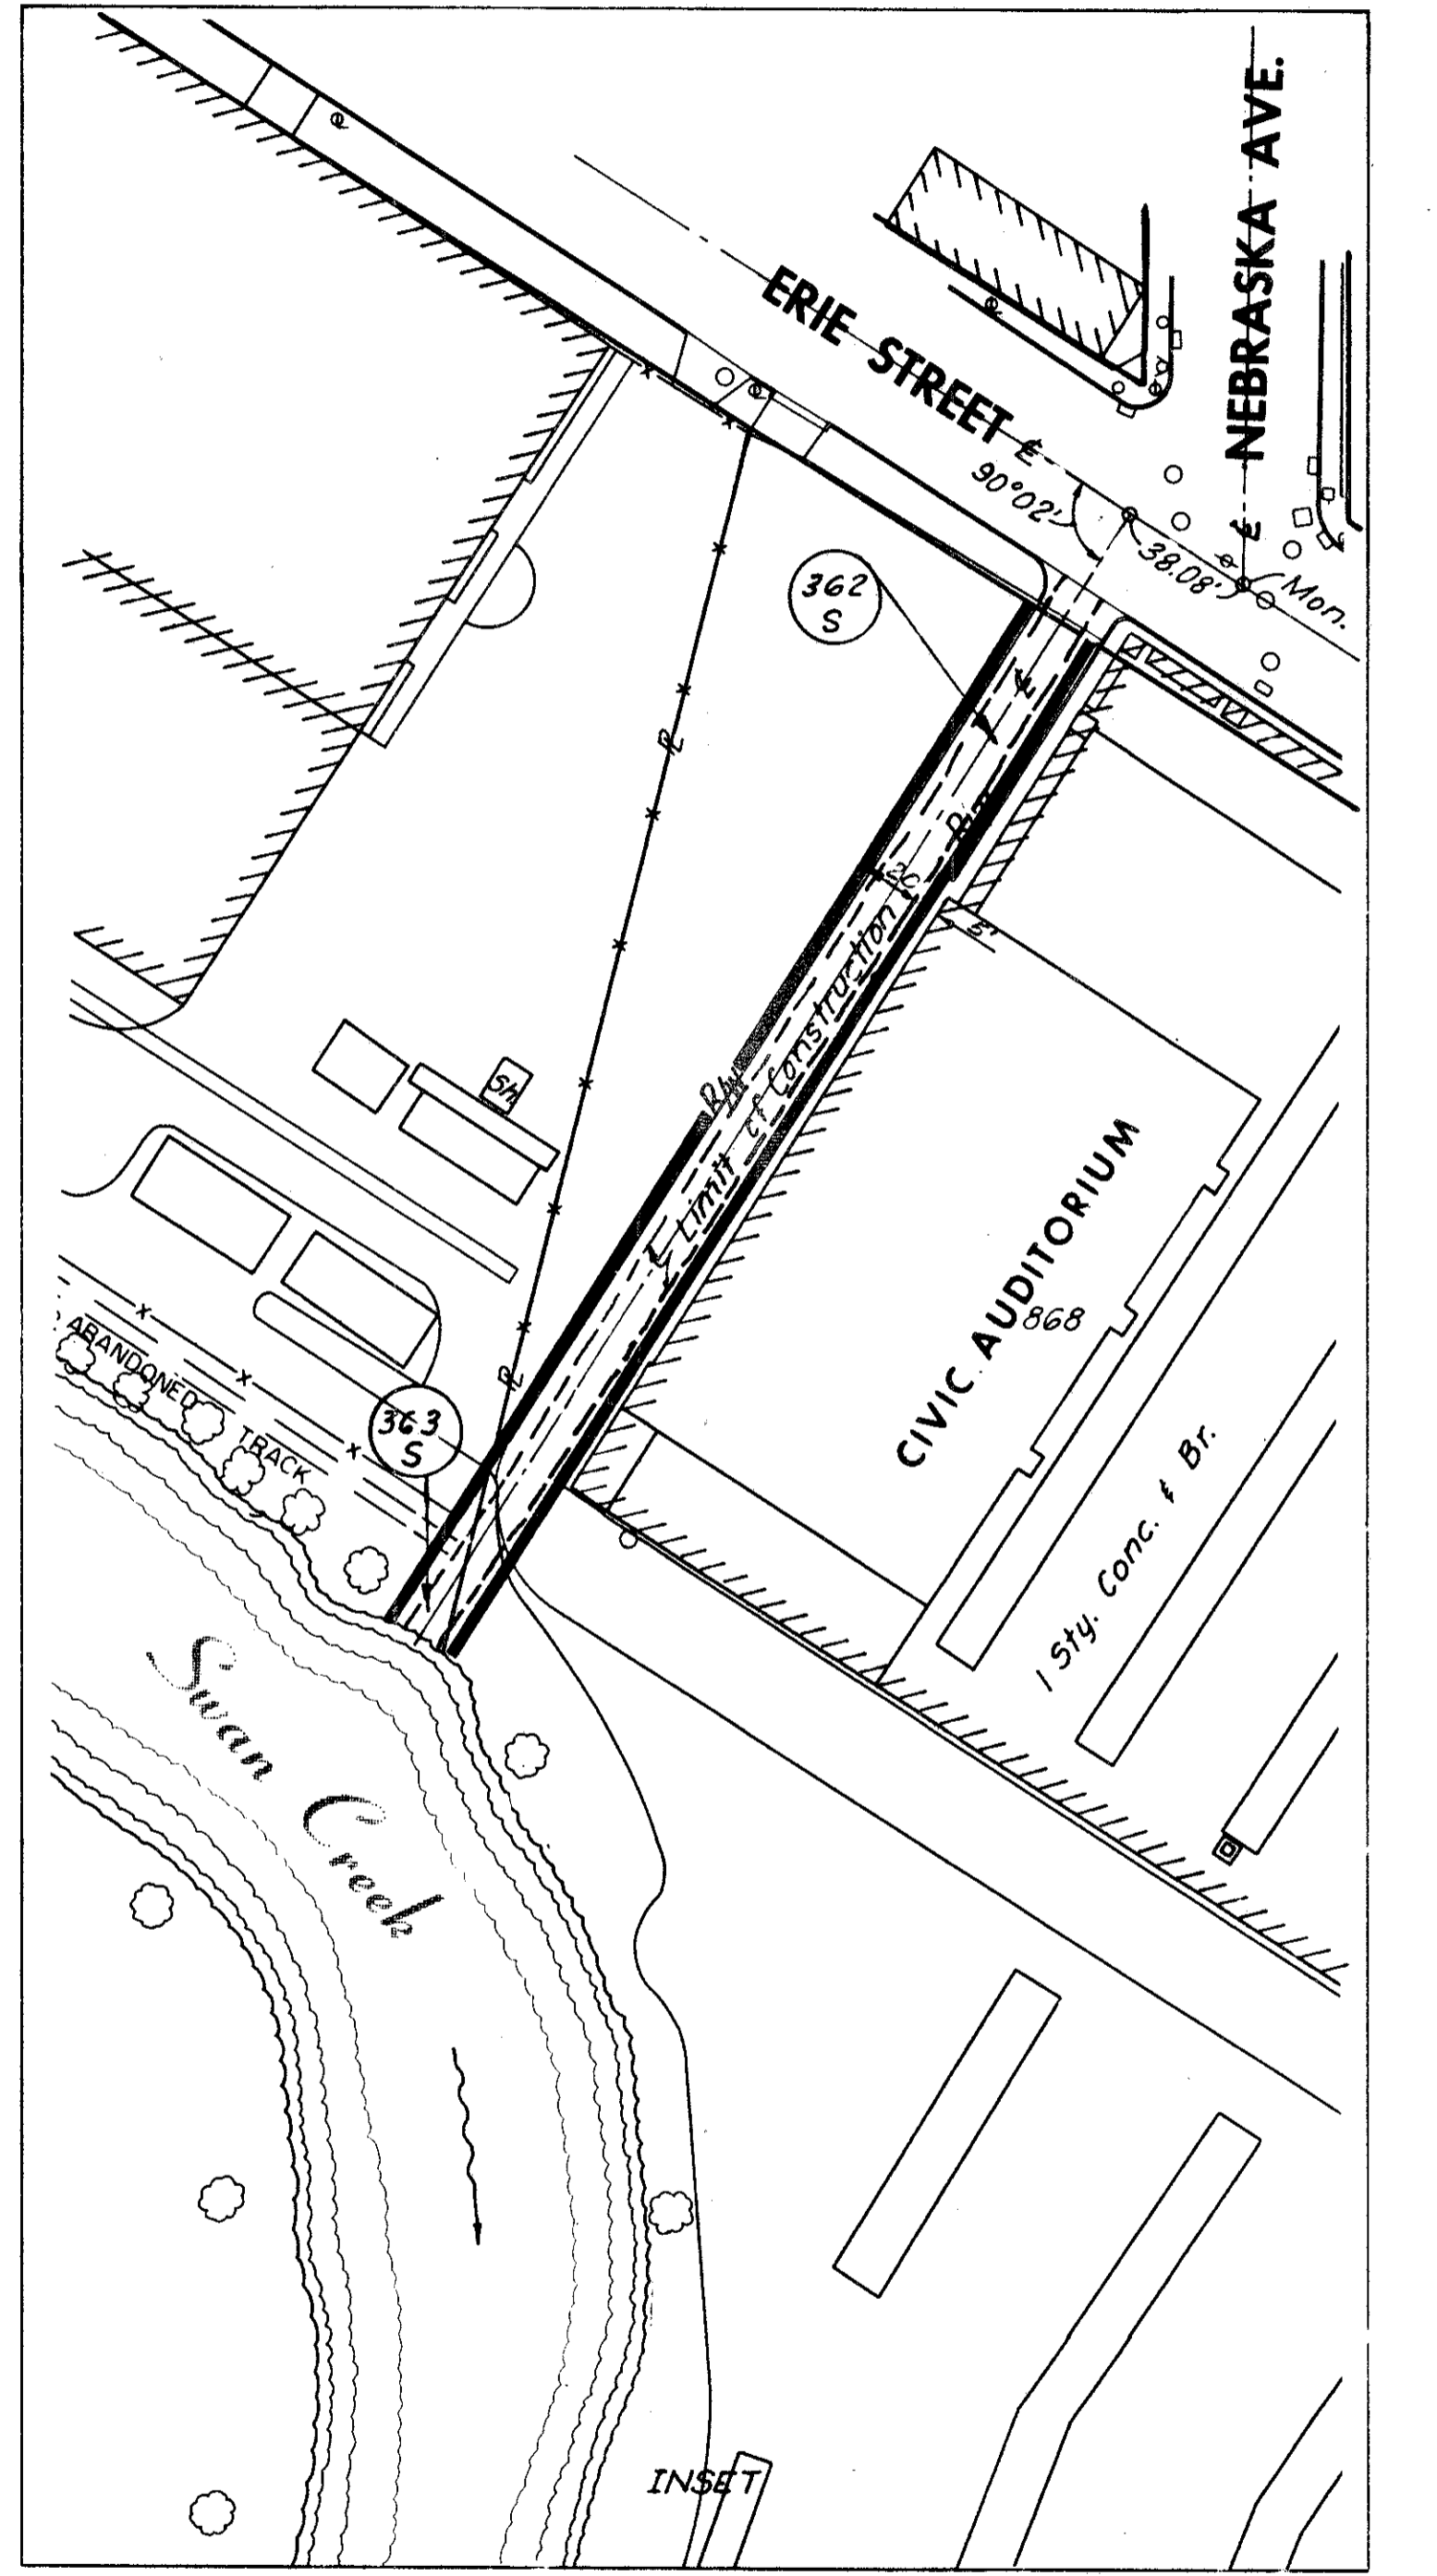 NEBRASKA AVE.
ERIE STREET
90°02'
38.08'
Mon.
362
S
R/W
5'
Limit of Construction
Sh.
CIVIC AUDITORIUM
868
1 Sty. Conc. & Br.
ABANDONED TRACK
363
S
Swan Creek
INSET